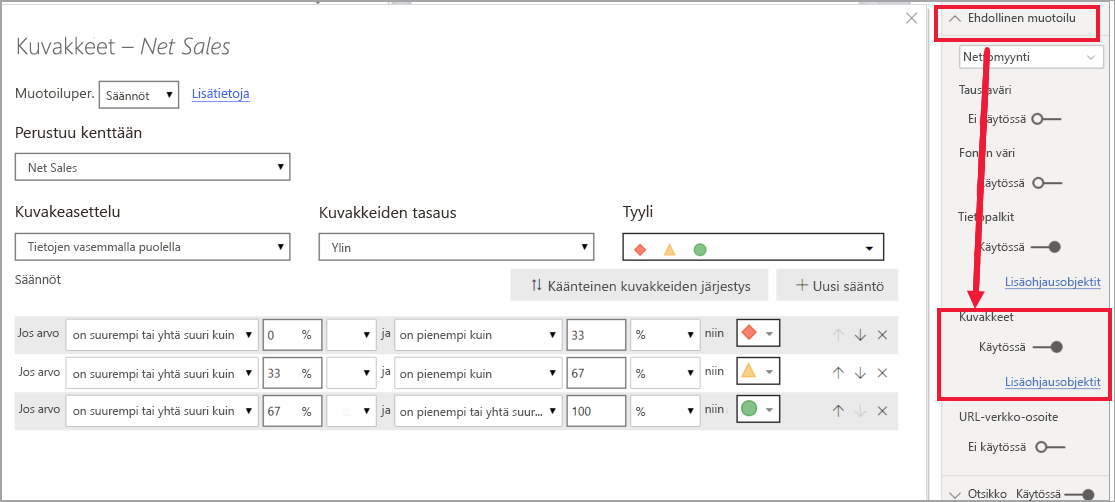 Kuvakkeet – Net Sales
Muotoiluper. Säännöt Lisätietoja
Perustuu kenttään
Net Sales
Kuvakeasettelu Kuvakkeiden tasaus Tyyli
Tietojen vasemmalla puolella Ylin
Säännöt Käänteinen kuvakkeiden järjestys Uusi sääntö
Jos arvo on suurempi tai yhtä suuri kuin 0 % ja on pienempi kuin 33 % niin
Jos arvo on suurempi tai yhtä suuri kuin 33 % ja on pienempi kuin 67 % niin
Jos arvo on suurempi tai yhtä suuri kuin 67 % ja on pienempi tai yhtä suur... 100 % niin
Ehdollinen muotoilu
Nettomyynti
Taustaväri
Ei käytössä
Fontin väri
Käytössä
Tietopalkit
Käytössä
Lisäohjausobjektit
Kuvakkeet
Käytössä
Lisäohjausobjektit
URL-verkko-osoite
Ei käytössä
Otsikko Käytössä